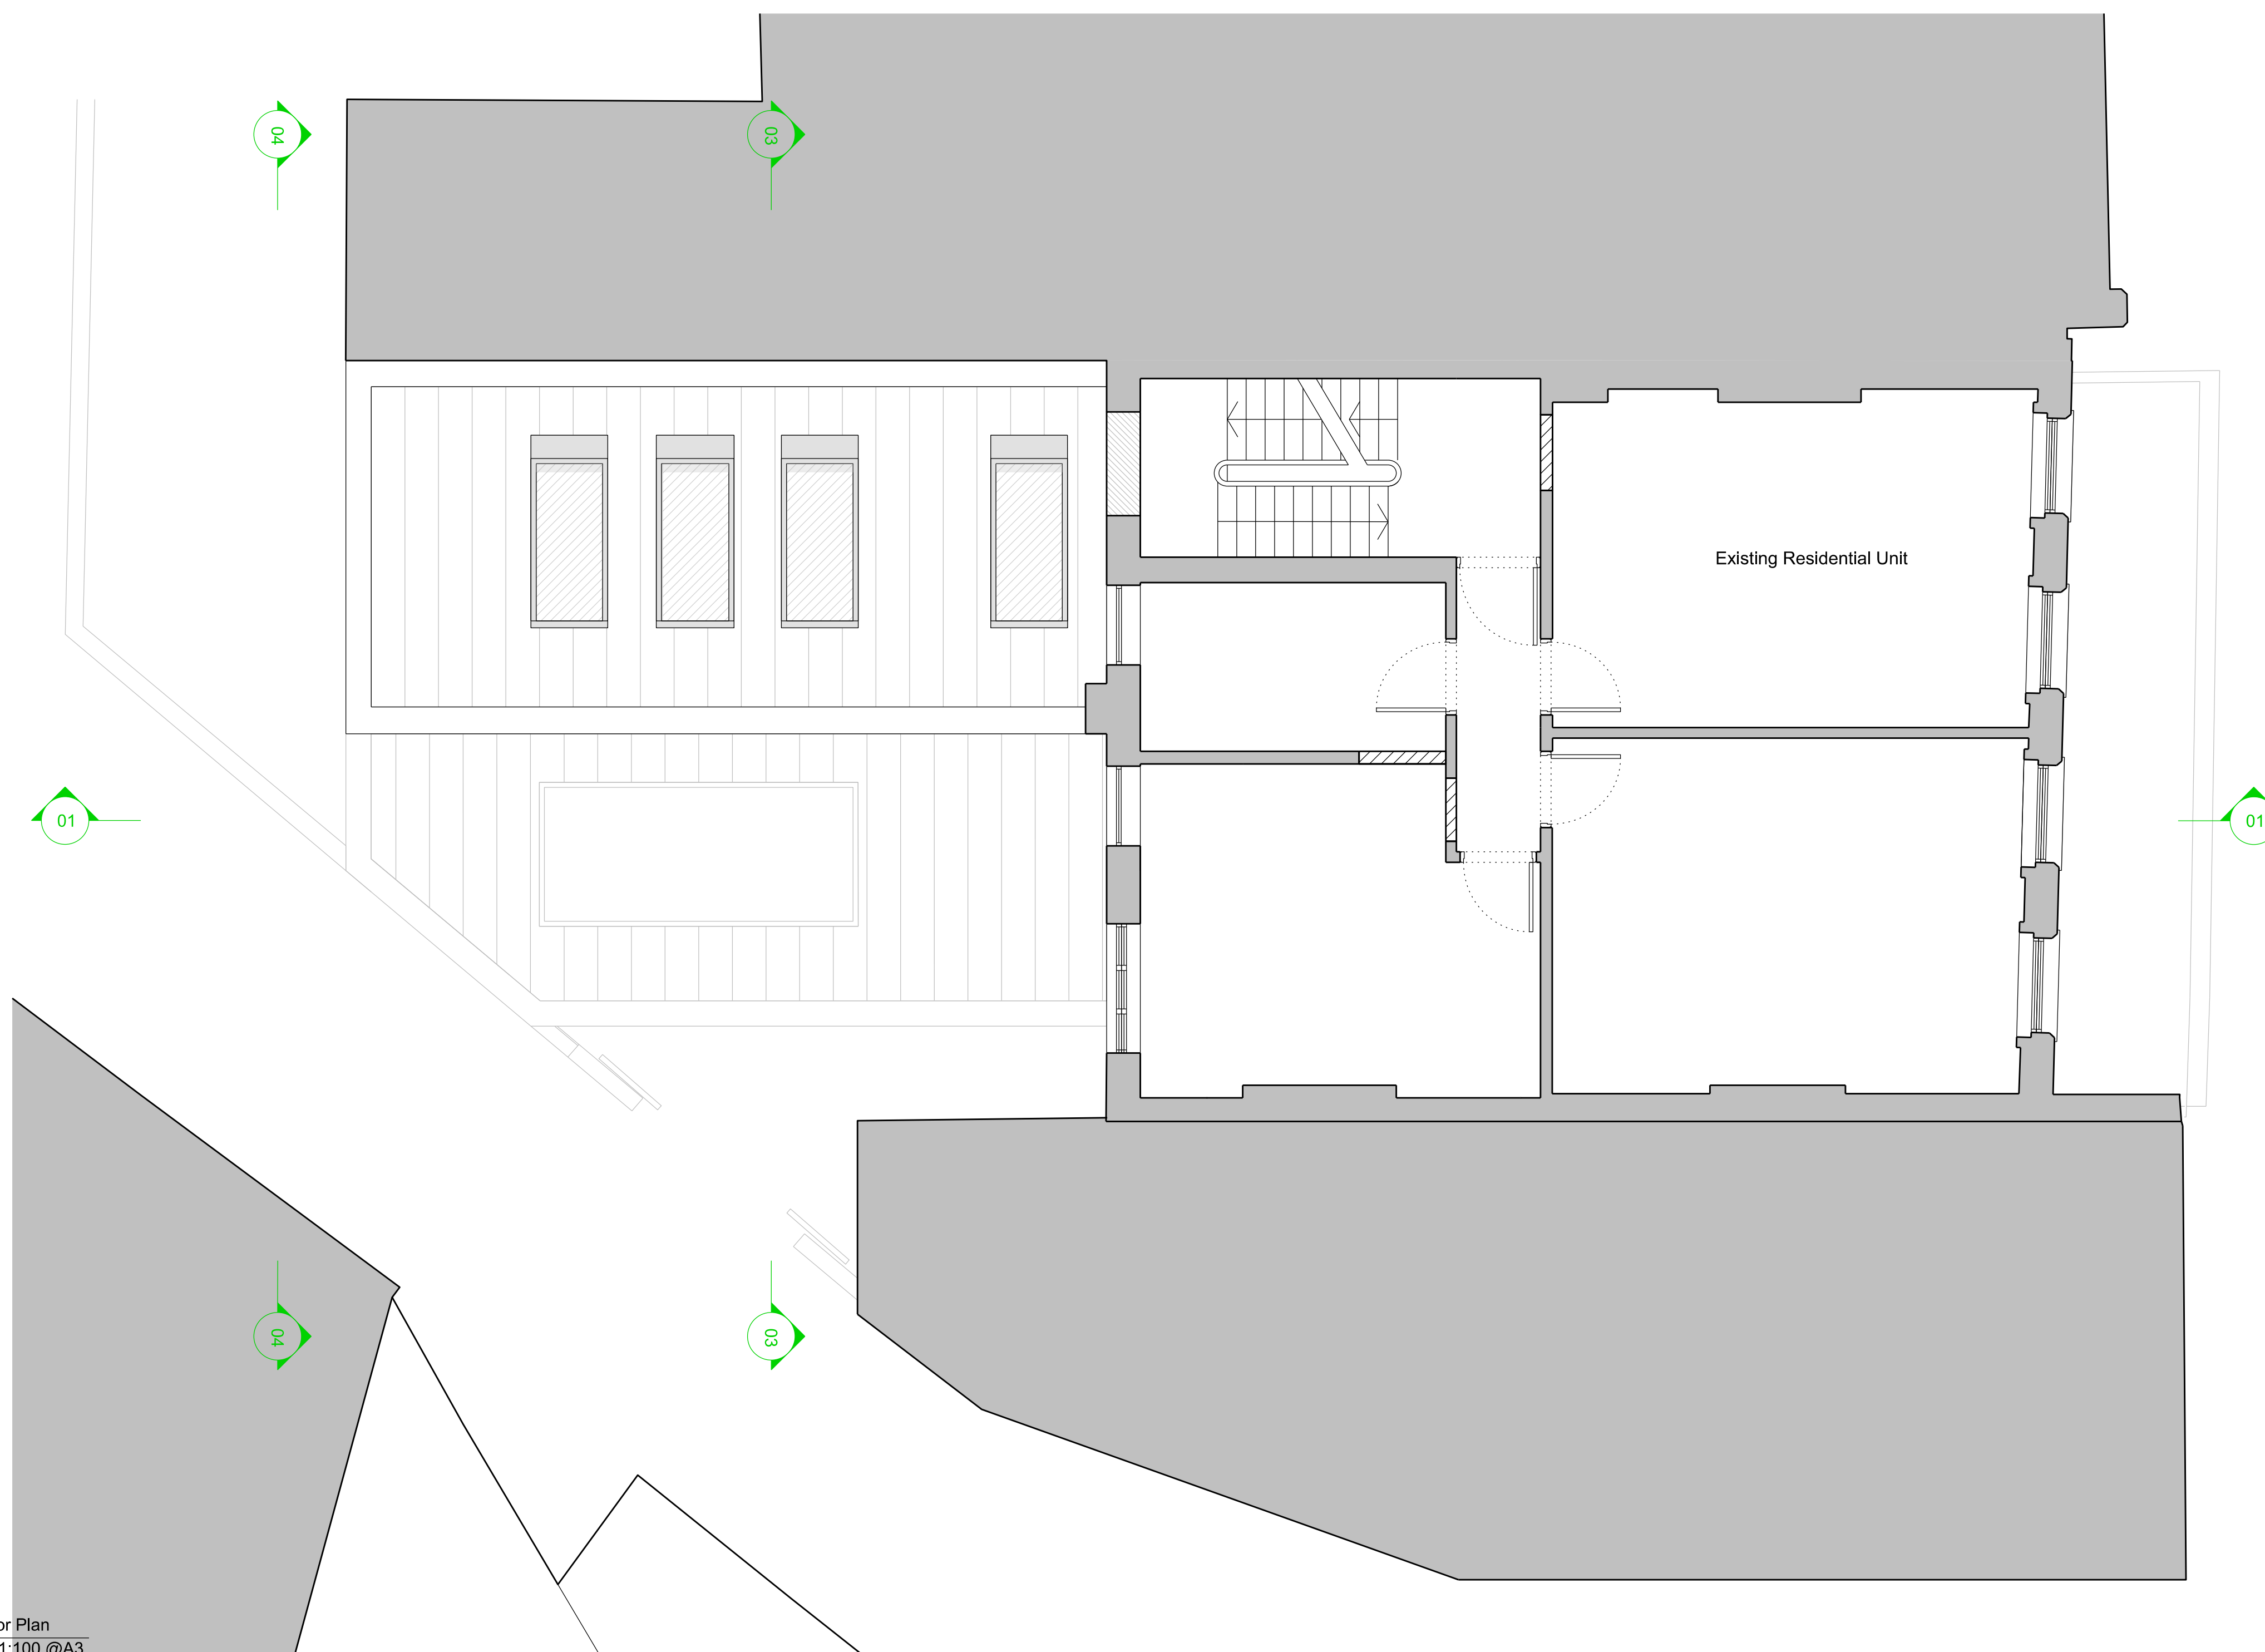 04
03
Existing Residential Unit
01
01
04
03
or Plan
1:100 @A3